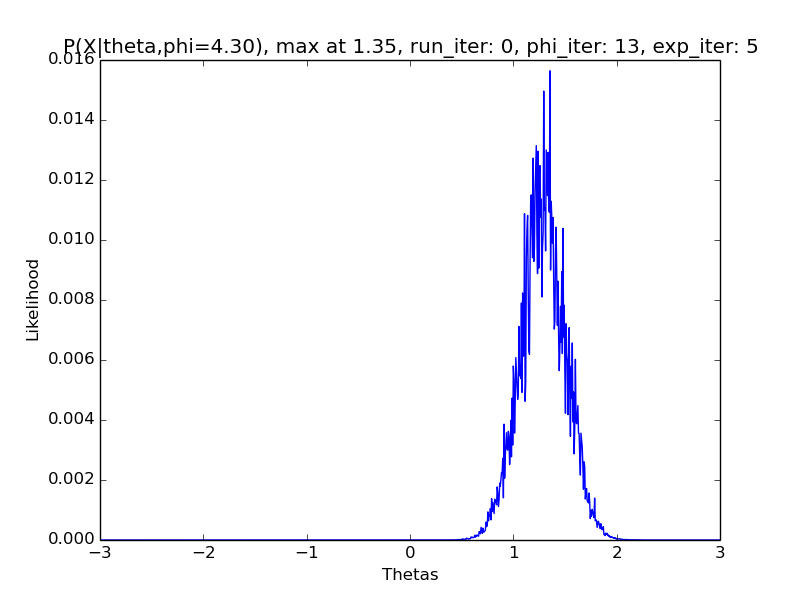 P(X|theta,phi=4.30), max at 1.35, run_iter: 0, phi_iter: 13, exp_iter: 5
0.016
0.014
0.012
0.010
0.008
0.006
0.004
0.002
0.000
Likelihood
−3 −2 −1 0 1 2 3
Thetas